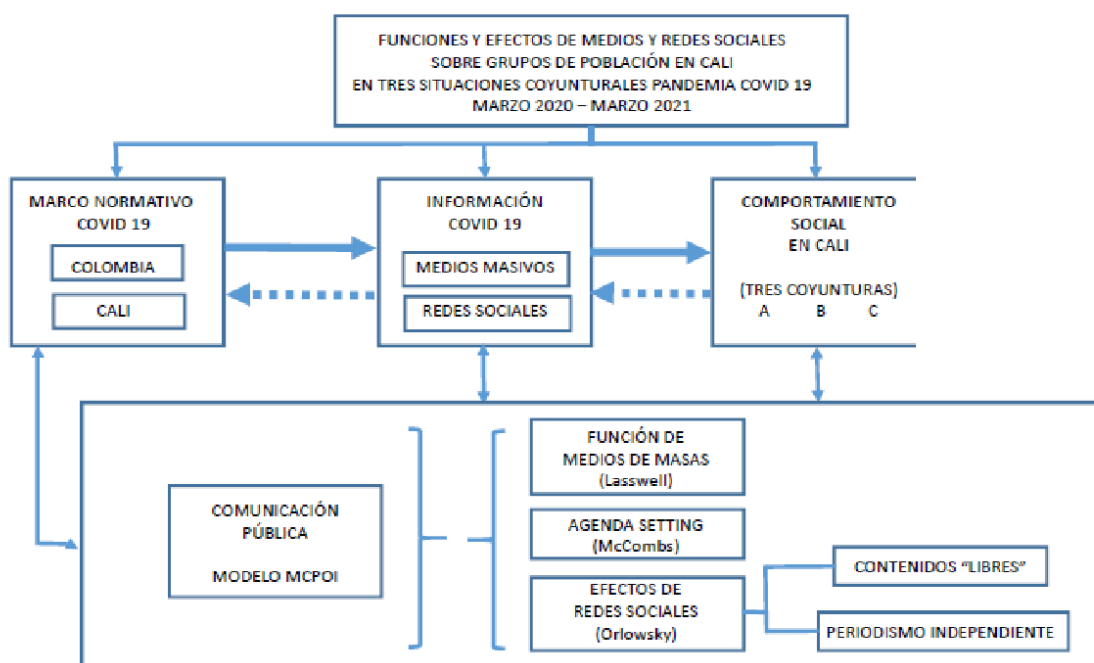 FUNCIONES Y EFECTOS DE MEDIOS Y REDES SOCIALES
SOBRE GRUPOS DE POBLACIÓN EN CALI
EN TRES SITUACIONES COYUNTURALES PANDEMIA COVID 19
MARZO 2020 – MARZO 2021
MARCO NORMATIVO
COVID 19
COLOMBIA
CALI
INFORMACIÓN
COVID 19
MEDIOS MASIVOS
REDES SOCIALES
COMPORTAMIENTO
SOCIAL
EN CALI
(TRES COYUNTURAS)
A B C
COMUNICACIÓN
PÚBLICA
MODELO MCPOI
FUNCIÓN DE
MEDIOS DE MASAS
(Lasswell)
AGENDA SETTING
(McCombs)
EFECTOS DE
REDES SOCIALES
(Orlowsky)
CONTENIDOS “LIBRES”
PERIODISMO INDEPENDIENTE